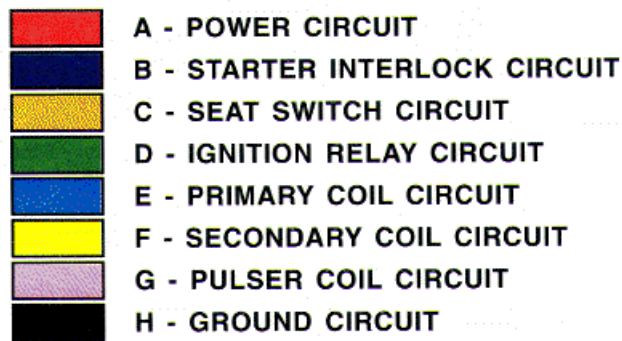 A - POWER CIRCUIT
B - STARTER INTERLOCK CIRCUIT
C - SEAT SWITCH CIRCUIT
D - IGNITION RELAY CIRCUIT
E - PRIMARY COIL CIRCUIT
F - SECONDARY COIL CIRCUIT
G - PULSER COIL CIRCUIT
H - GROUND CIRCUIT